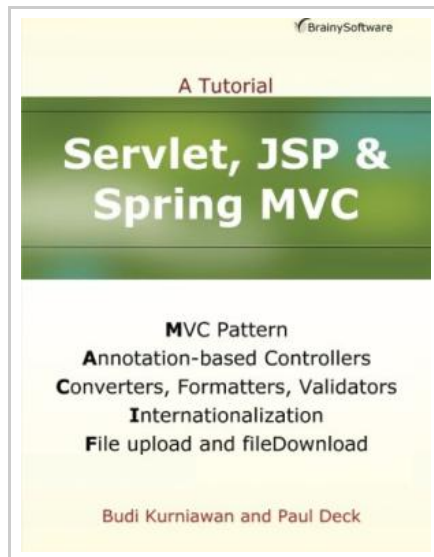 BrainySoftware
A Tutorial
Servlet, JSP &
Spring MVC
MVC Pattern
Annotation-based Controllers
Converters, Formatters, Validators
Internationalization
File upload and fileDownload
Budi Kurniawan and Paul Deck